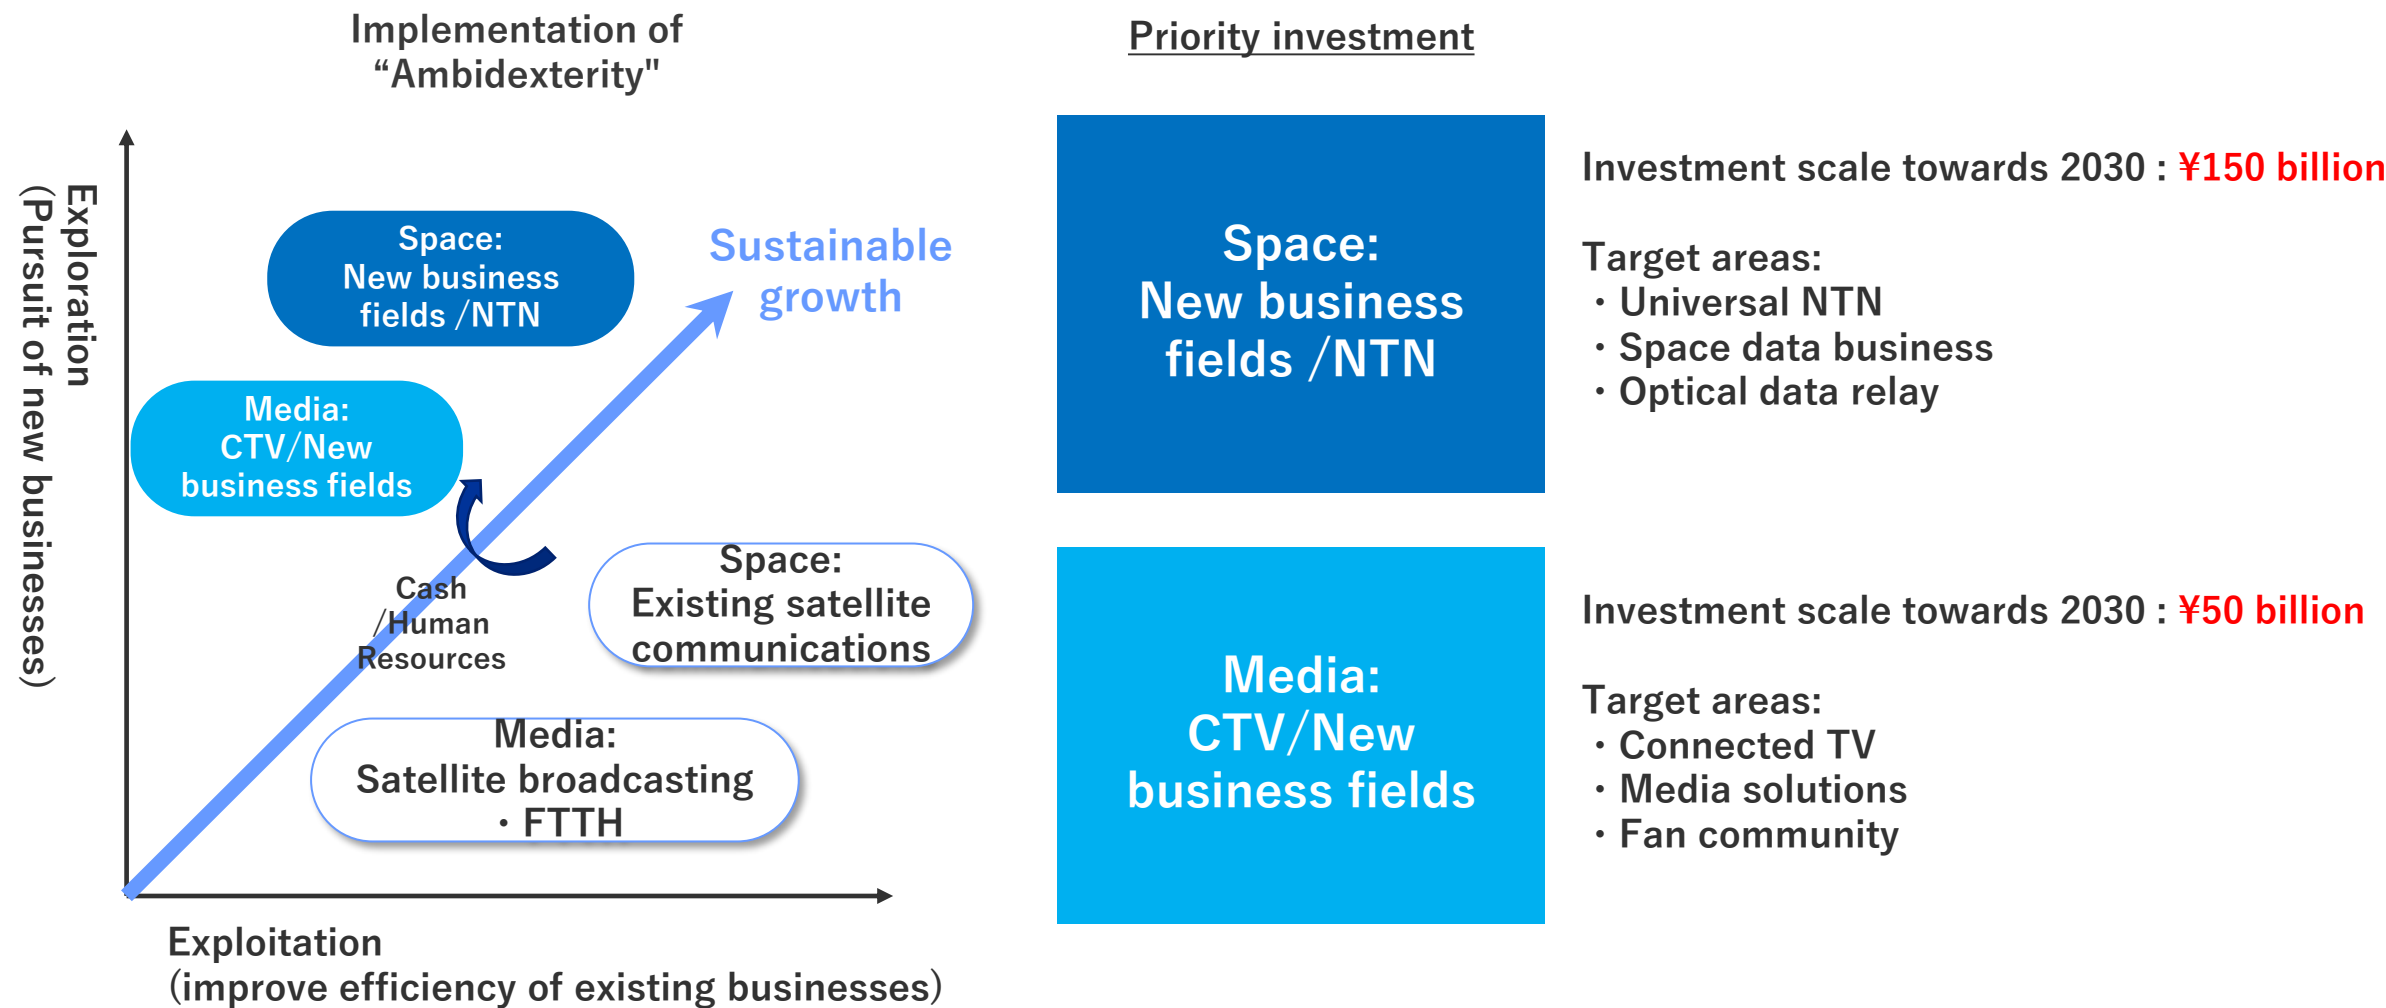 Implementation of
“Ambidexterity"
Exploration
(Pursuit of new businesses)
Space:
New business
fields /NTN
Sustainable
growth
Media:
CTV/New
business fields
Cash
/Human
Resources
Space:
Existing satellite
communications
Media:
Satellite broadcasting
・FTTH
Exploitation
(improve efficiency of existing businesses)
Priority investment
Space:
New business
fields /NTN
Investment scale towards 2030 : ¥150 billion
Target areas:
・Universal NTN
・Space data business
・Optical data relay
Media:
CTV/New
business fields
Investment scale towards 2030 : ¥50 billion
Target areas:
・Connected TV
・Media solutions
・Fan community